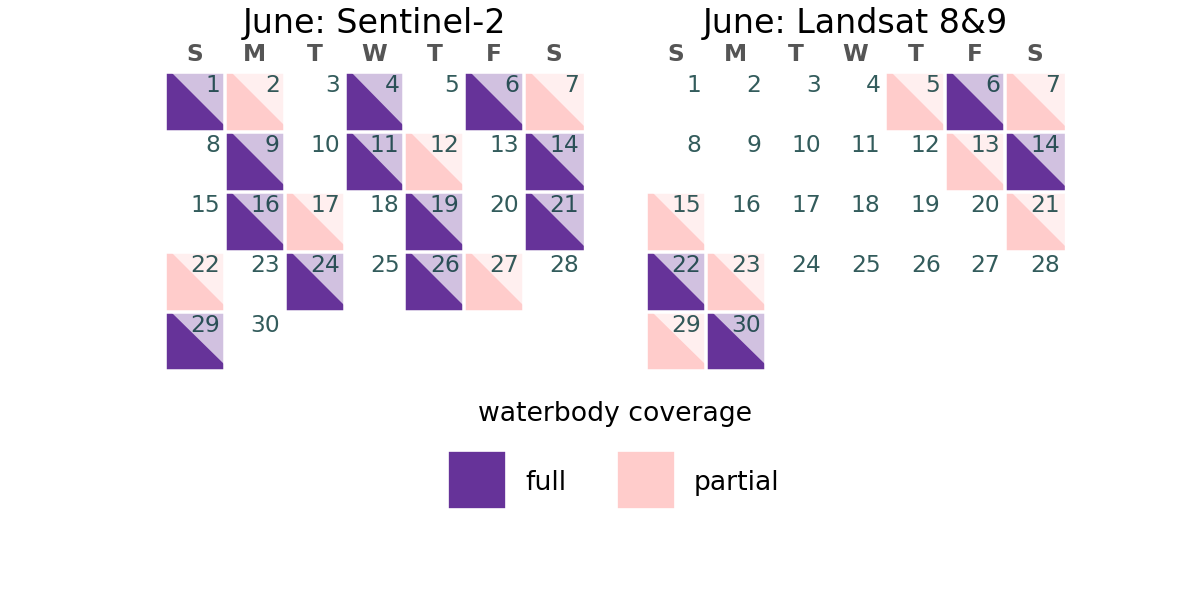 June: Sentinel-2
S M T W T F S
1 2 3 4 5 6 7
8 9 10 11 12 13 14
15 16 17 18 19 20 21
22 23 24 25 26 27 28
29 30
June: Landsat 8&9
S M T W T F S
1 2 3 4 5 6 7
8 9 10 11 12 13 14
15 16 17 18 19 20 21
22 23 24 25 26 27 28
29 30
waterbody coverage
full partial